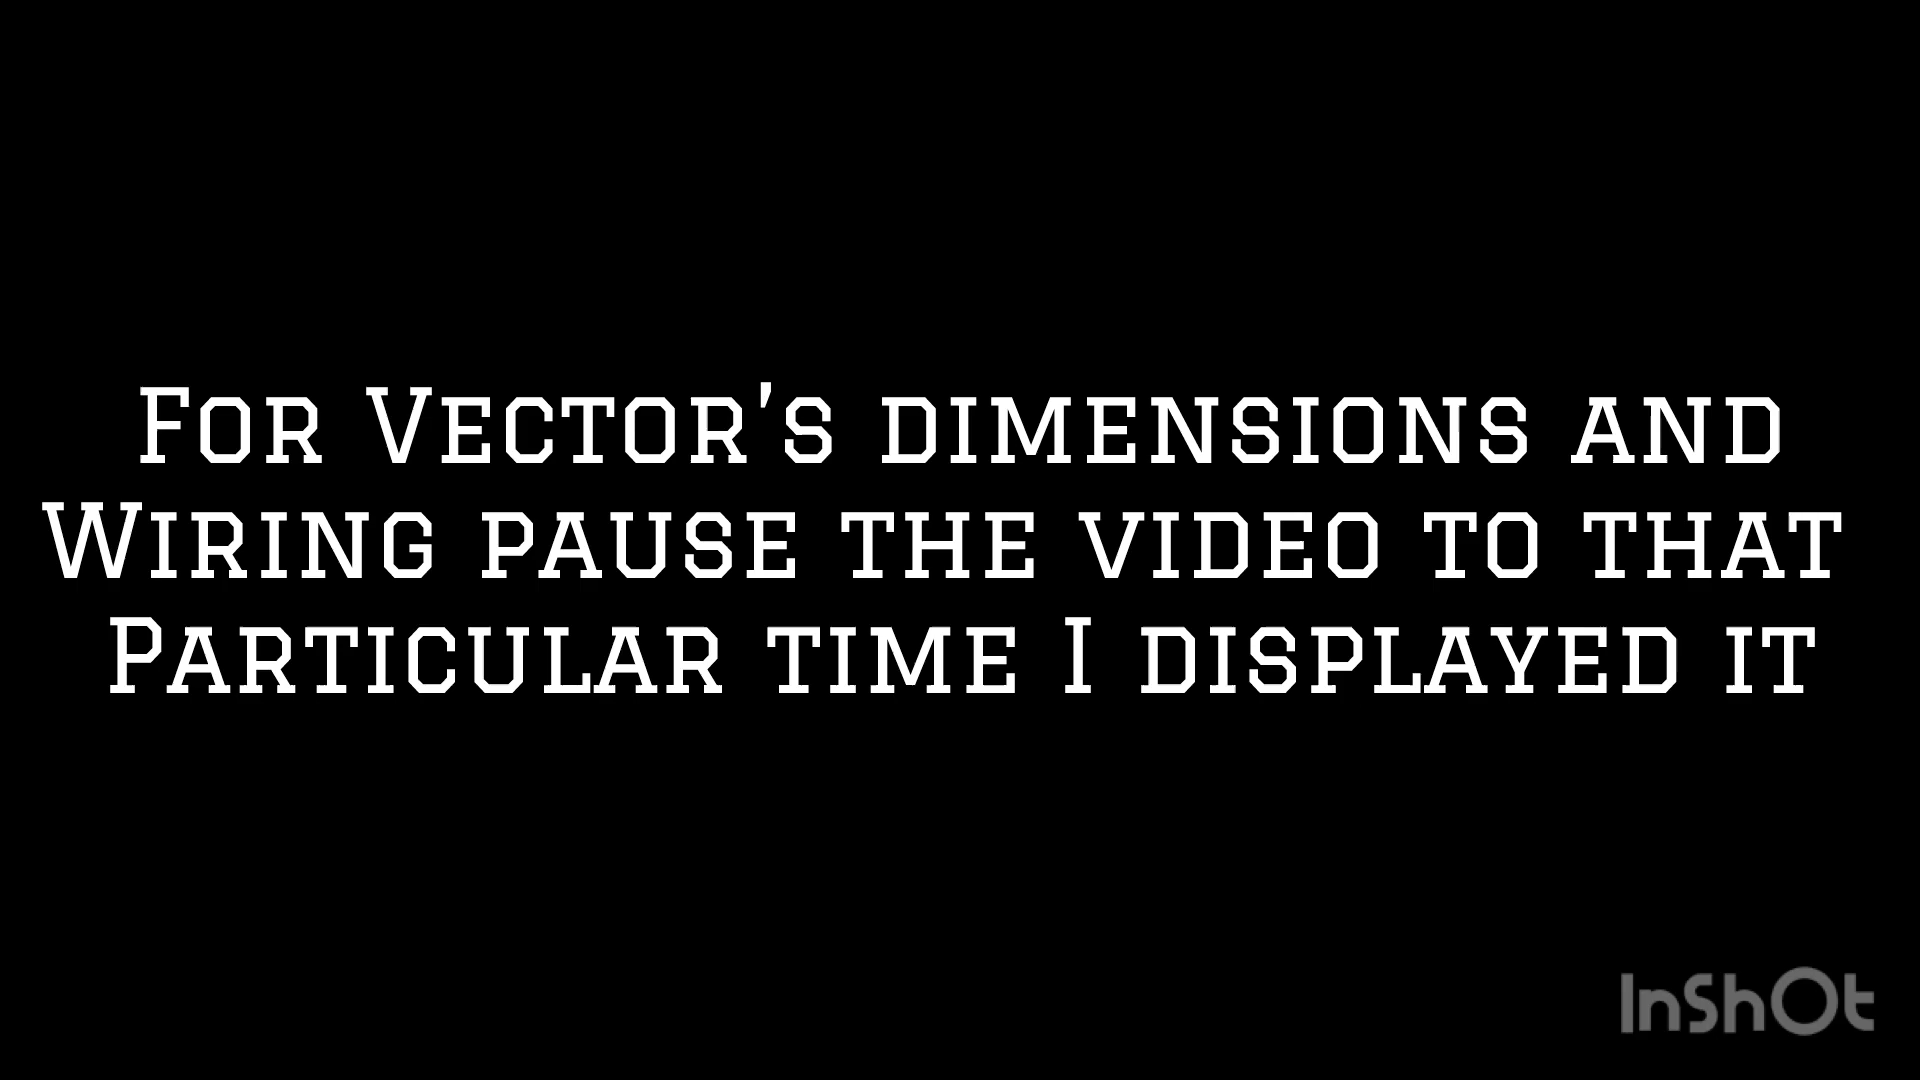 For Vector's dimensions and
Wiring pause the video to that
Particular time I displayed it
InShOt